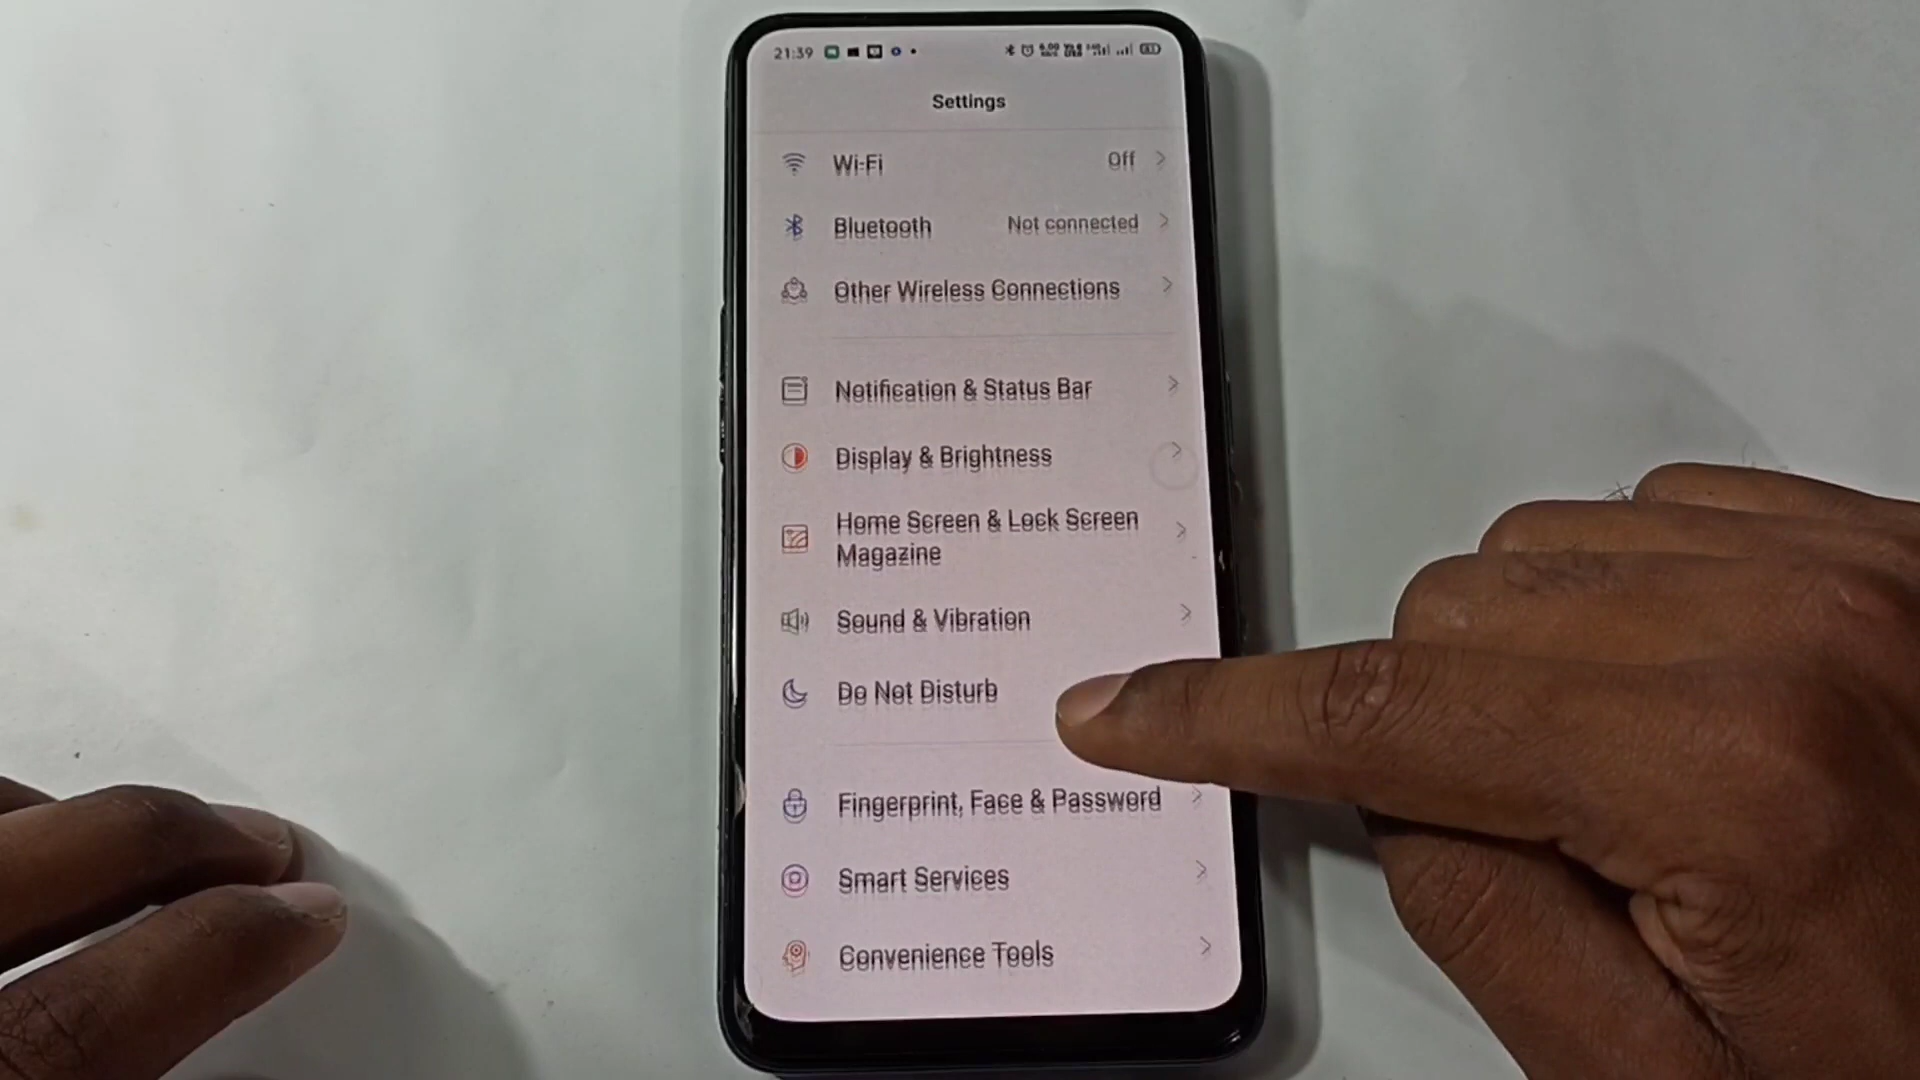 21:39
Settings
Wi-Fi Off
Bluetooth Not connected
Other Wireless Connections
Notification & Status Bar
Display & Brightness
Home Screen & Lock Screen
Magazine
Sound & Vibration
Do Not Disturb
Fingerprint, Face & Password
Smart Services
Convenience Tools